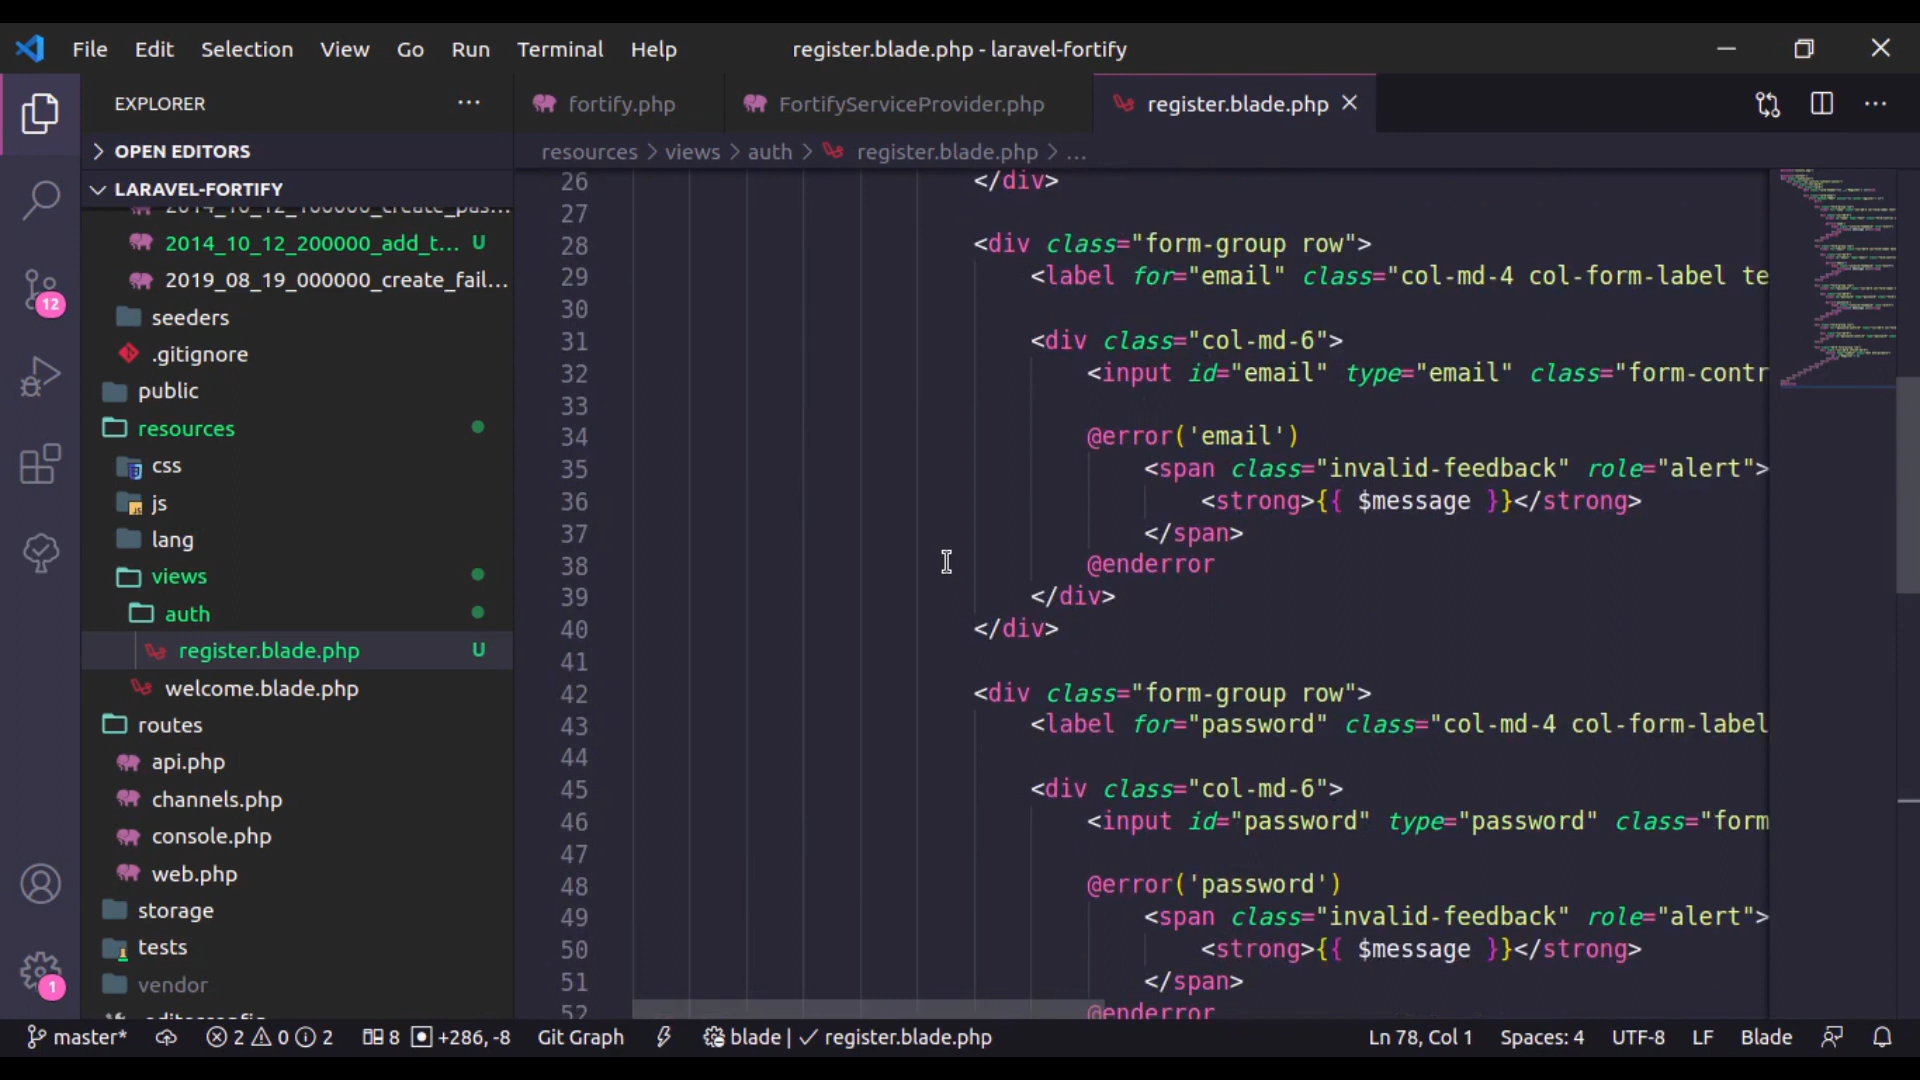 File Edit Selection View Go Run Terminal Help register.blade.php - laravel-fortify
EXPLORER
fortify.php
FortifyServiceProvider.php
register.blade.php
OPEN EDITORS
resources > views > auth > register.blade.php > ...
LARAVEL-FORTIFY
2014_10_12_100000_create_pas...
2014_10_12_200000_add_t... U
2019_08_19_000000_create_fail...
seeders
.gitignore
public
resources
css
js
lang
views
auth
register.blade.php U
welcome.blade.php
routes
api.php
channels.php
console.php
web.php
storage
tests
vendor
.editorconfig
12
1
26 </div>
27
28 <div class="form-group row">
29 <label for="email" class="col-md-4 col-form-label te
30
31 <div class="col-md-6">
32 <input id="email" type="email" class="form-contr
33
34 @error('email')
35 <span class="invalid-feedback" role="alert">
36 <strong>{{ $message }}</strong>
37 </span>
38 @enderror
39 </div>
40 </div>
41
42 <div class="form-group row">
43 <label for="password" class="col-md-4 col-form-label
44
45 <div class="col-md-6">
46 <input id="password" type="password" class="form
47
48 @error('password')
49 <span class="invalid-feedback" role="alert">
50 <strong>{{ $message }}</strong>
51 </span>
52 @enderror
master* 2 0 2 8 +286, -8 Git Graph blade | ✓ register.blade.php Ln 78, Col 1 Spaces: 4 UTF-8 LF Blade